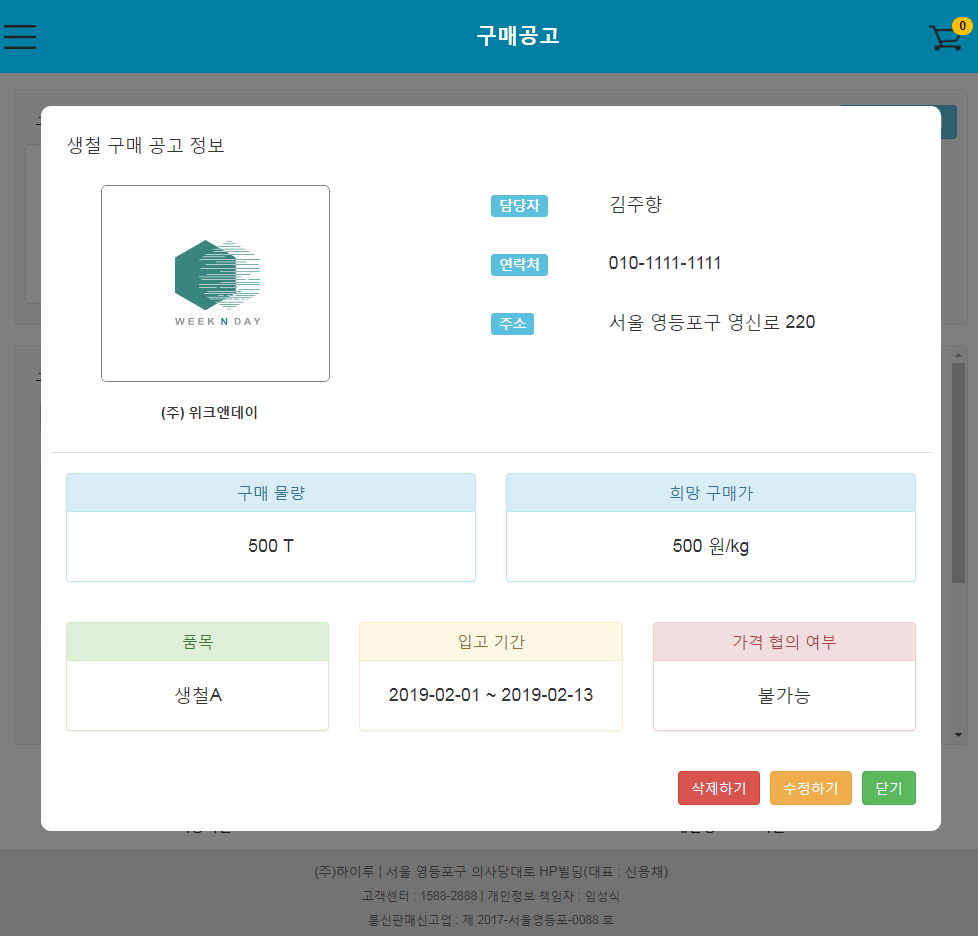 구매공고
0
생철 구매 공고 정보
WEEK N DAY
(주) 위크앤데이
담당자 김주향
연락처 010-1111-1111
주소 서울 영등포구 영신로 220
구매 물량
500 T
희망 구매가
500 원/kg
품목
생철A
입고 기간
2019-02-01 ~ 2019-02-13
가격 협의 여부
불가능
삭제하기 수정하기 닫기
(주)하이루 | 서울 영등포구 의사당대로 HP빌딩(대표 : 신용채)
고객센터 : 1588-2888 | 개인정보 책임자 : 임성식
통신판매신고업 : 제 2017-서울영등포-0088 호